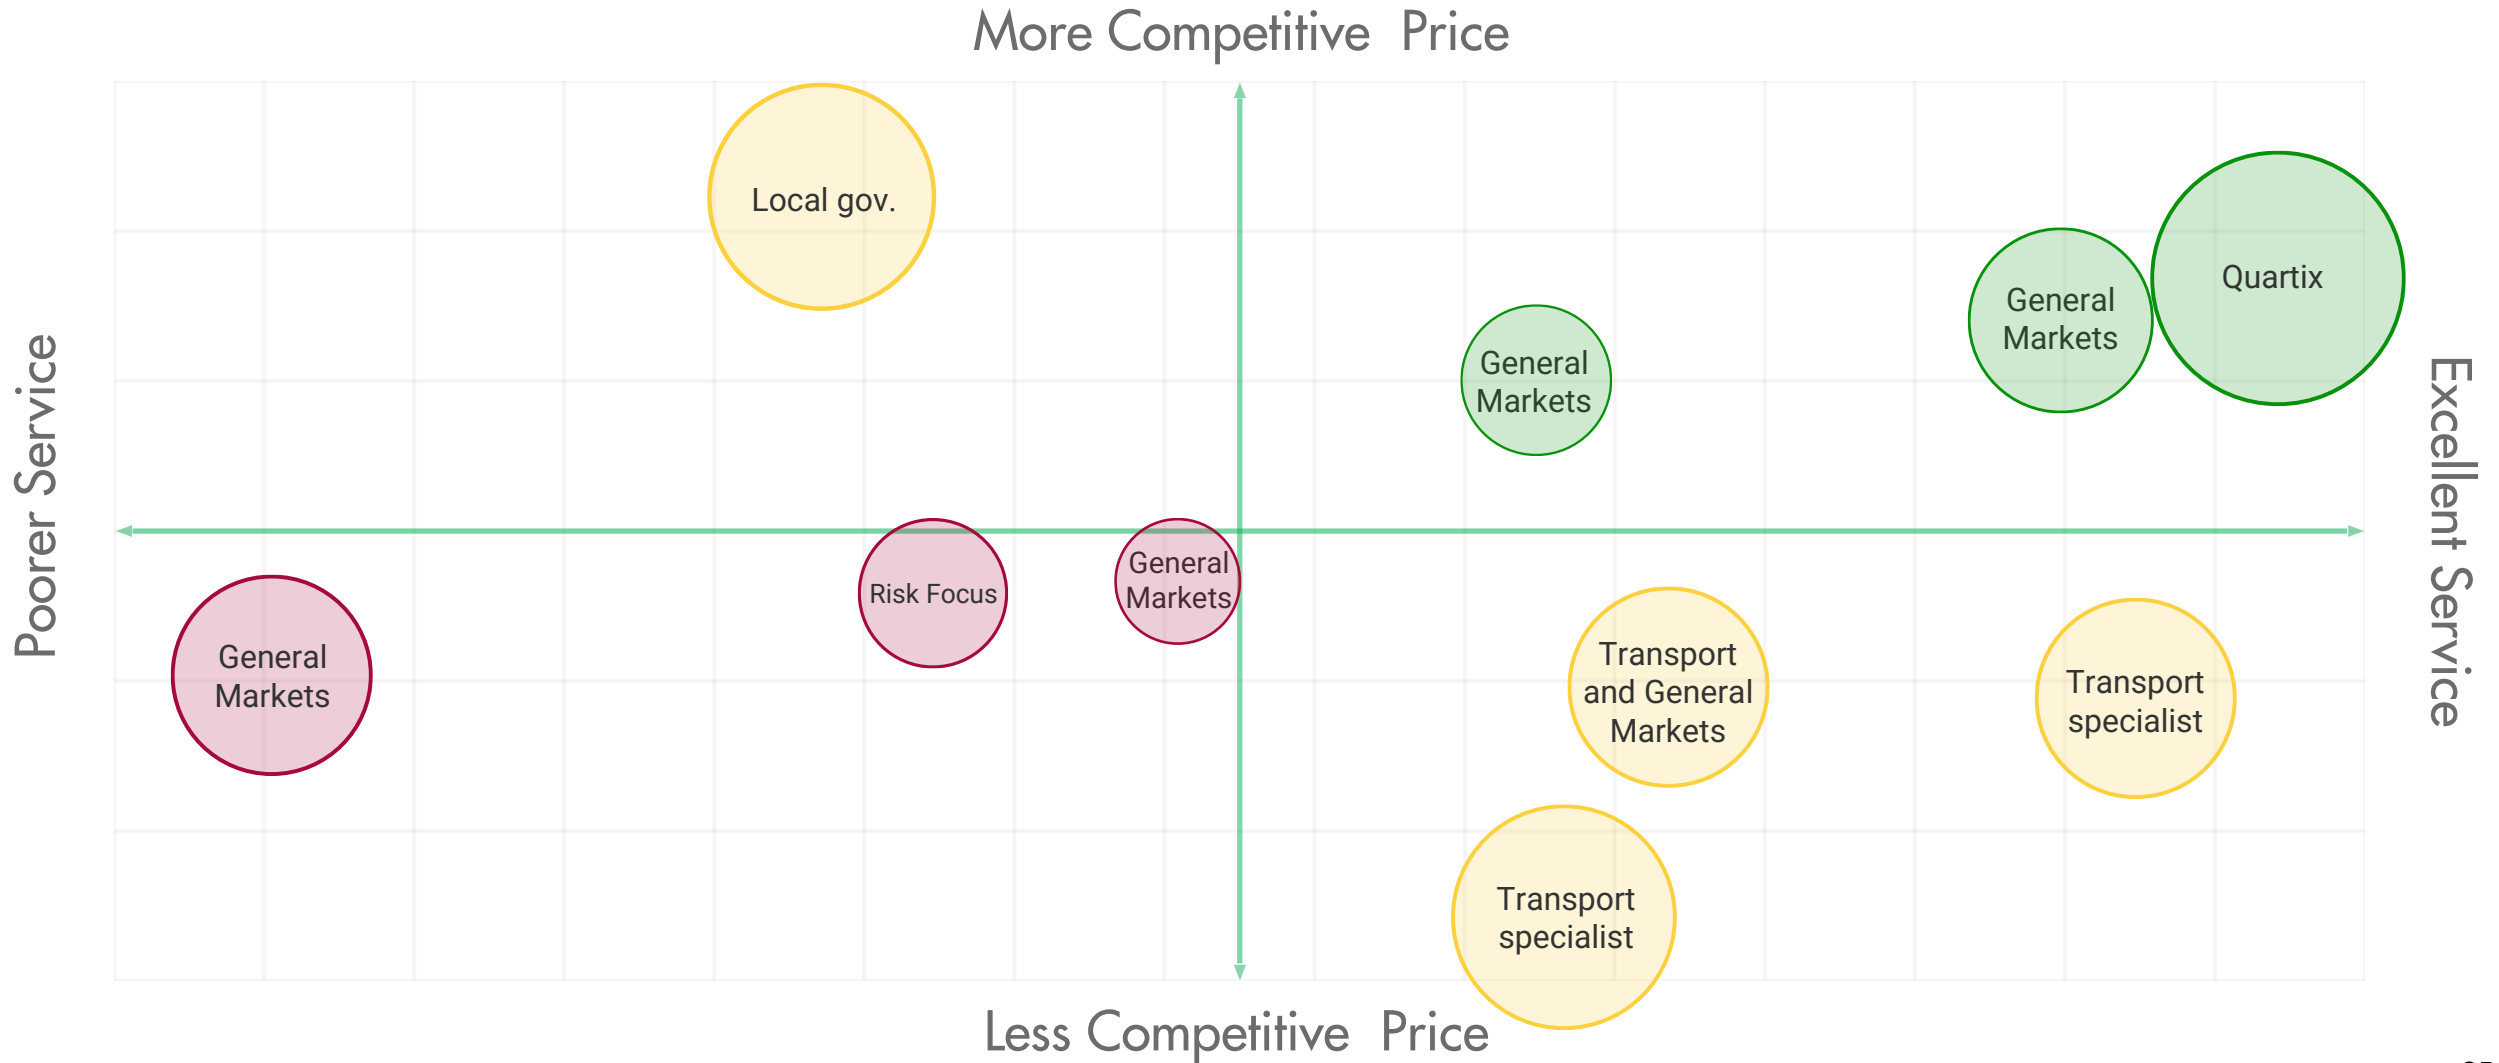 More Competitive Price
Local gov.
Quartix
General
Markets
General
Markets
Poorer Service
Excellent Service
General
Markets
Risk Focus
General
Markets
Transport
and General
Markets
Transport
specialist
Transport
specialist
Less Competitive Price